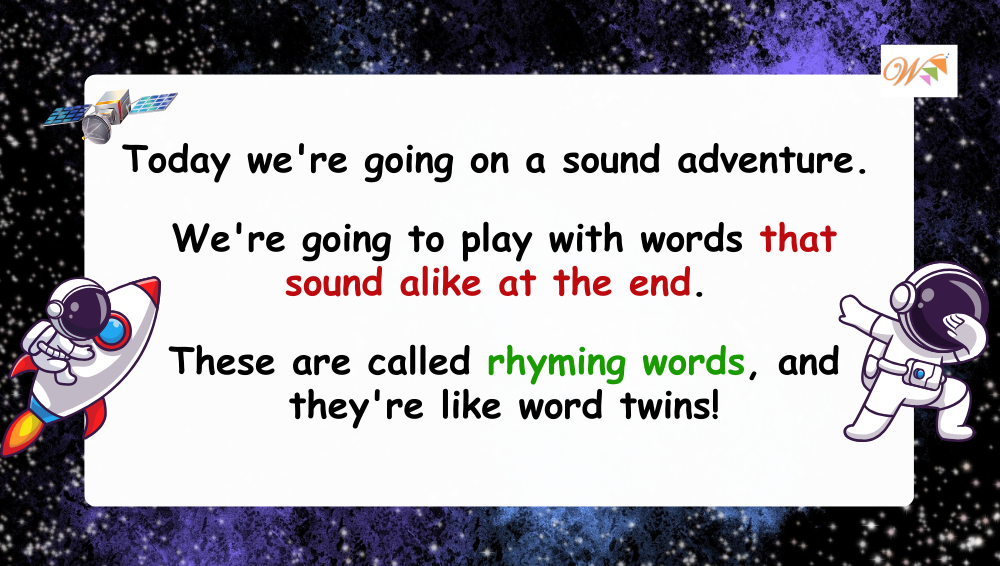 Today we're going on a sound adventure.
We're going to play with words that
sound alike at the end.
These are called rhyming words, and
they're like word twins!